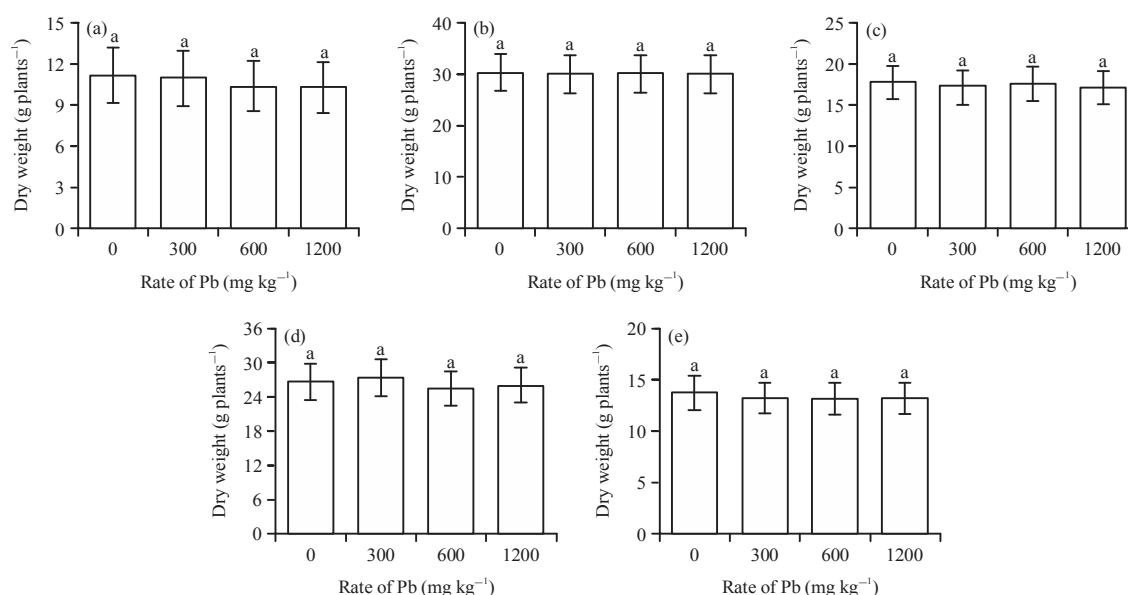 (a)
Dry weight (g plants⁻¹)
15
12
9
6
3
0
a a a a
0 300 600 1200
Rate of Pb (mg kg⁻¹)
(b)
Dry weight (g plants⁻¹)
40
30
20
10
0
a a a a
0 300 600 1200
Rate of Pb (mg kg⁻¹)
(c)
Dry weight (g plants⁻¹)
25
20
15
10
5
0
a a a a
0 300 600 1200
Rate of Pb (mg kg⁻¹)
(d)
Dry weight (g plants⁻¹)
36
30
24
18
12
6
0
a a a a
0 300 600 1200
Rate of Pb (mg kg⁻¹)
(e)
Dry weight (g plants⁻¹)
20
15
10
5
0
a a a a
0 300 600 1200
Rate of Pb (mg kg⁻¹)